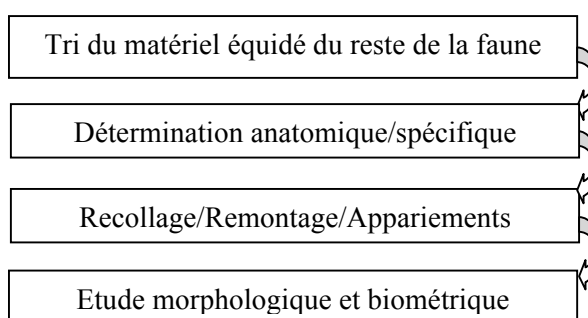 Tri du matériel équidé du reste de la faune
Détermination anatomique/spécifique
Recollage/Remontage/Appariements
Etude morphologique et biométrique